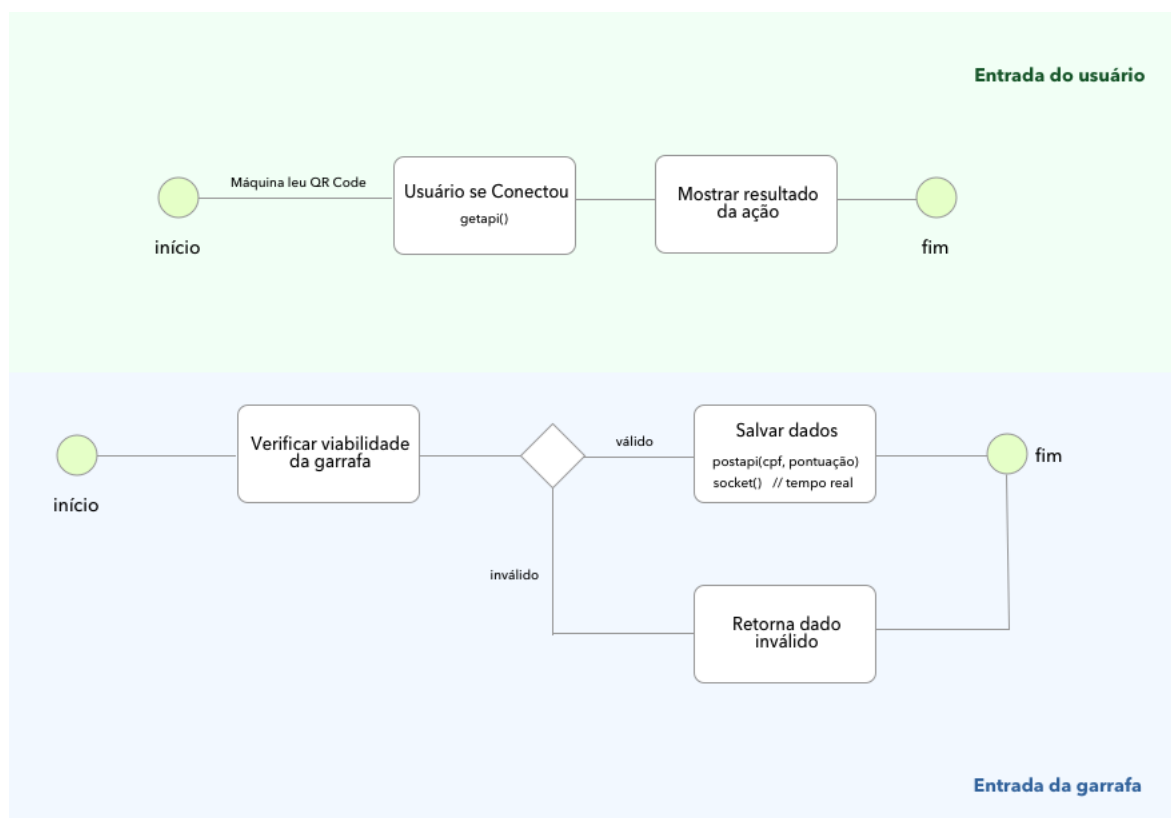 Entrada do usuário
Máquina leu QR Code
Usuário se Conectou
getapi()
Mostrar resultado
da ação
início
fim
Verificar viabilidade
da garrafa
válido
Salvar dados
postapi(cpf, pontuação)
socket() // tempo real
fim
início
inválido
Retorna dado
inválido
Entrada da garrafa